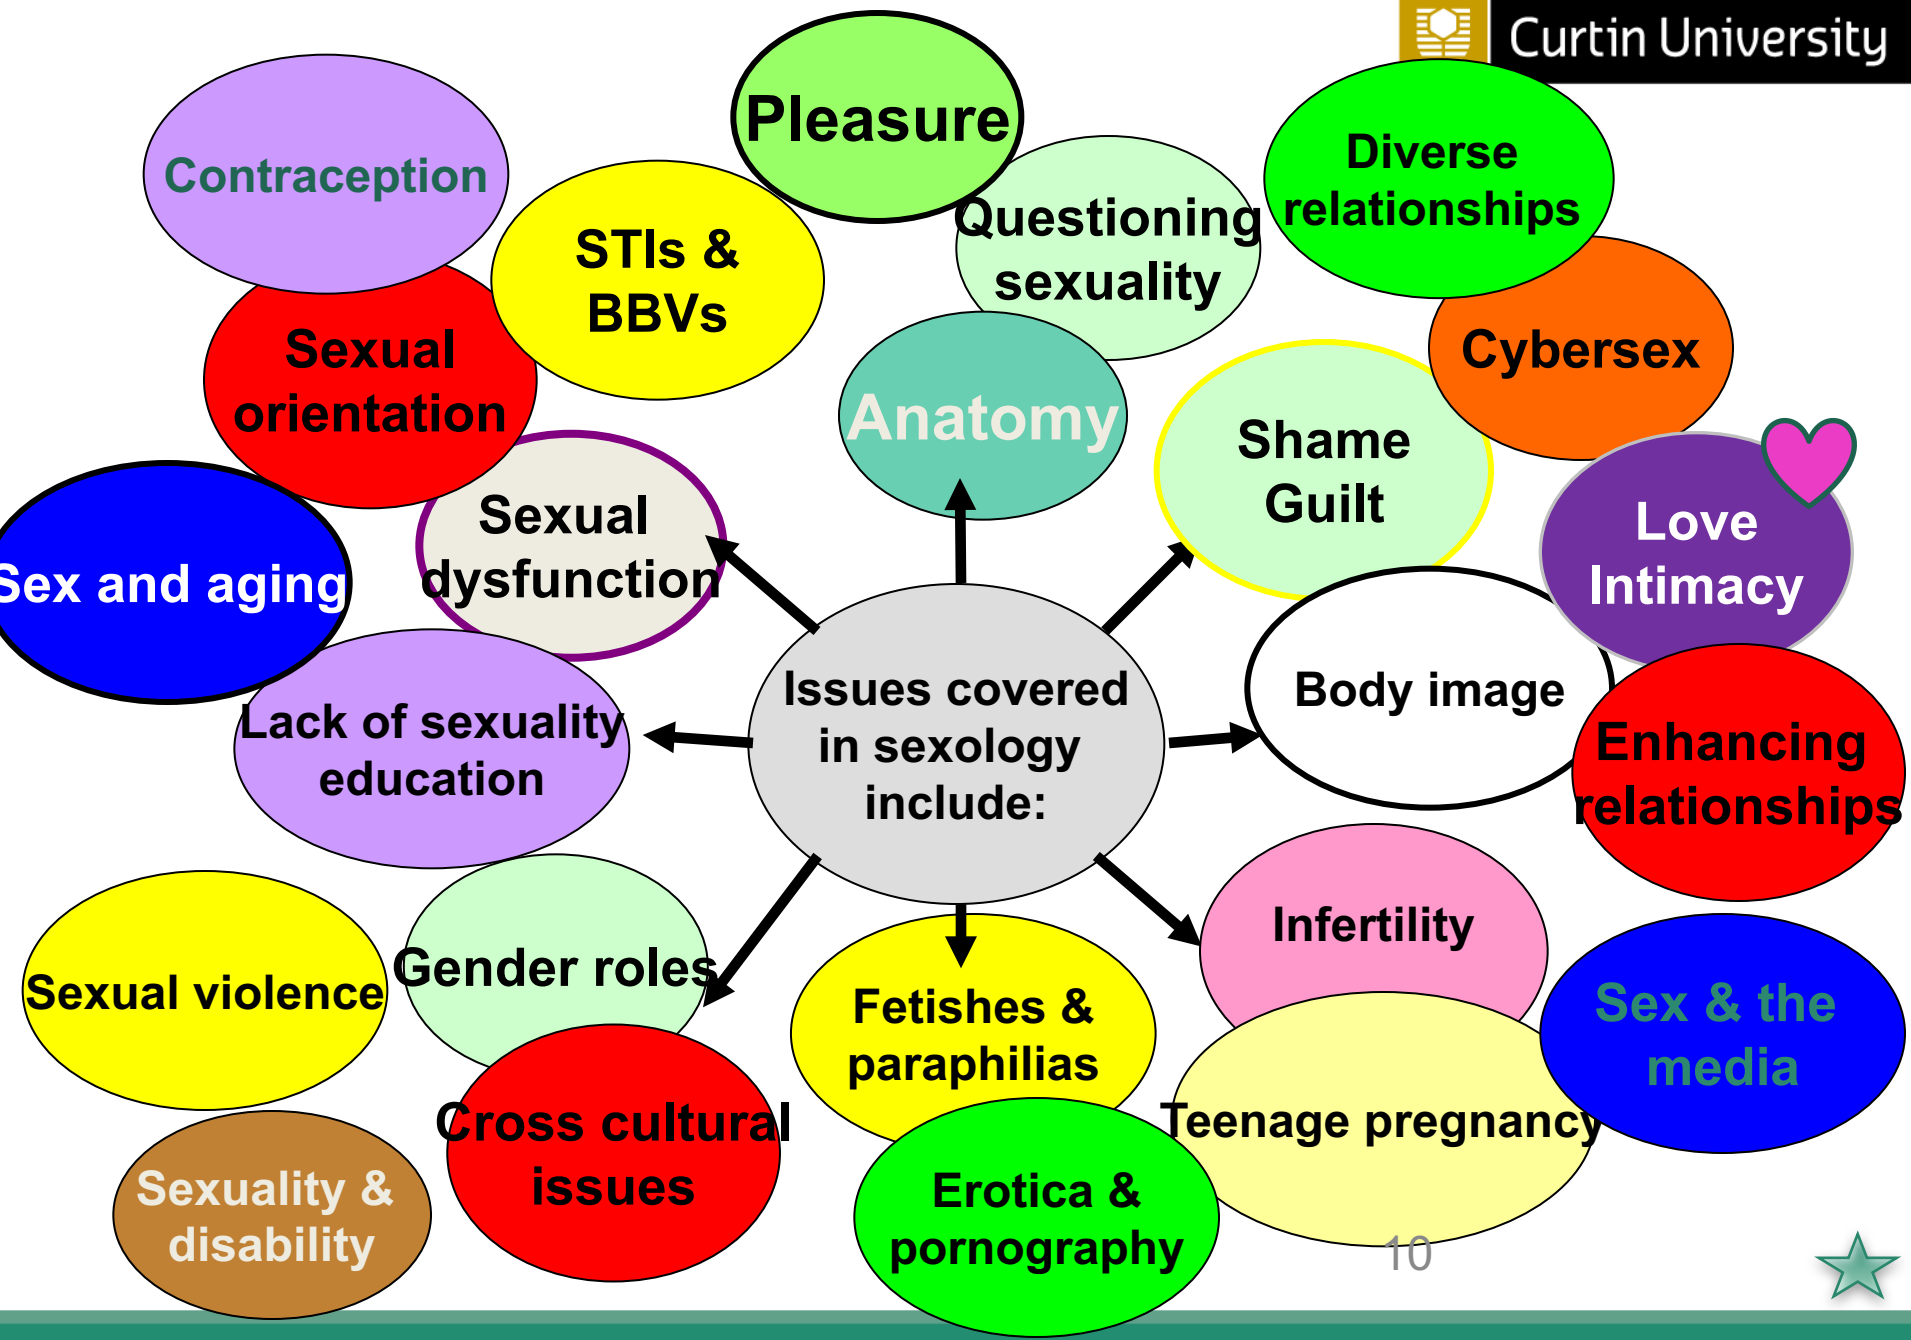 Curtin University
Pleasure
Contraception
Diverse
relationships
Questioning
sexuality
STIs &
BBVs
Sexual
orientation
Cybersex
Anatomy
Shame
Guilt
Love
Intimacy
Sexual
dysfunction
Sex and aging
Issues covered
in sexology
include:
Body image
Lack of sexuality
education
Enhancing
relationships
Infertility
Gender roles
Sexual violence
Fetishes &
paraphilias
Sex & the
media
Cross cultural
issues
Teenage pregnancy
Sexuality &
disability
Erotica &
pornography
10